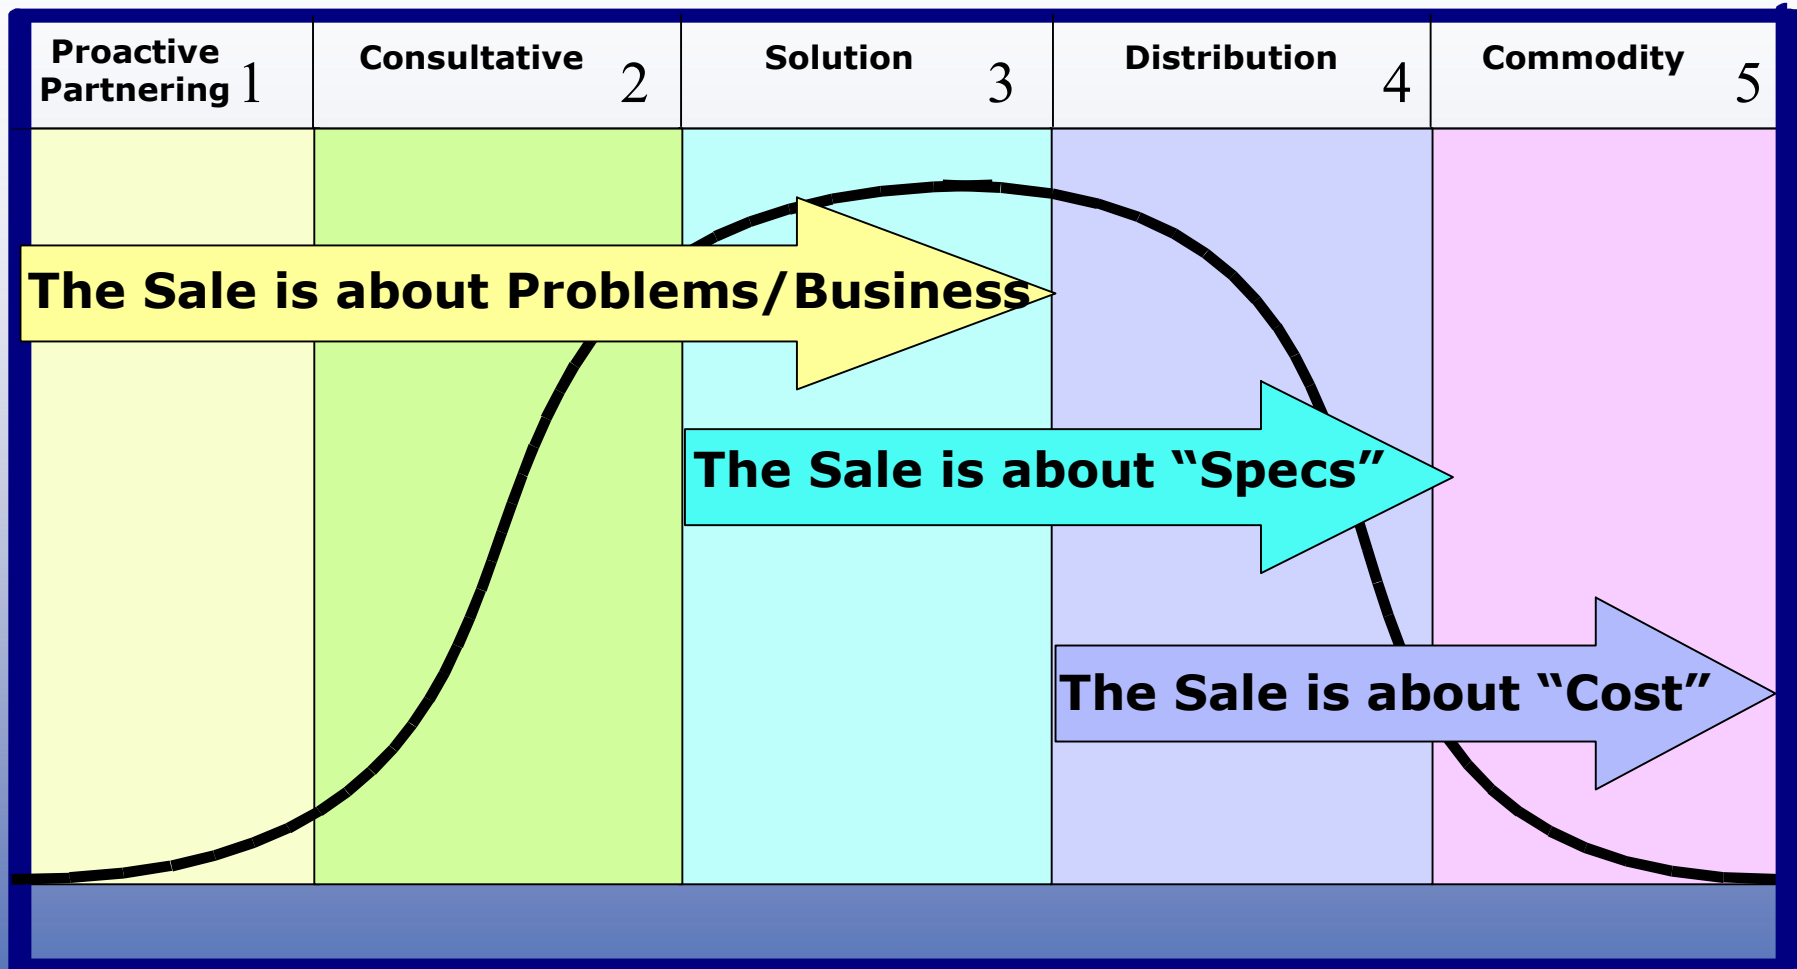 Proactive
Partnering 1
Consultative 2
Solution 3
Distribution 4
Commodity 5
The Sale is about Problems/Business
The Sale is about “Specs”
The Sale is about “Cost”